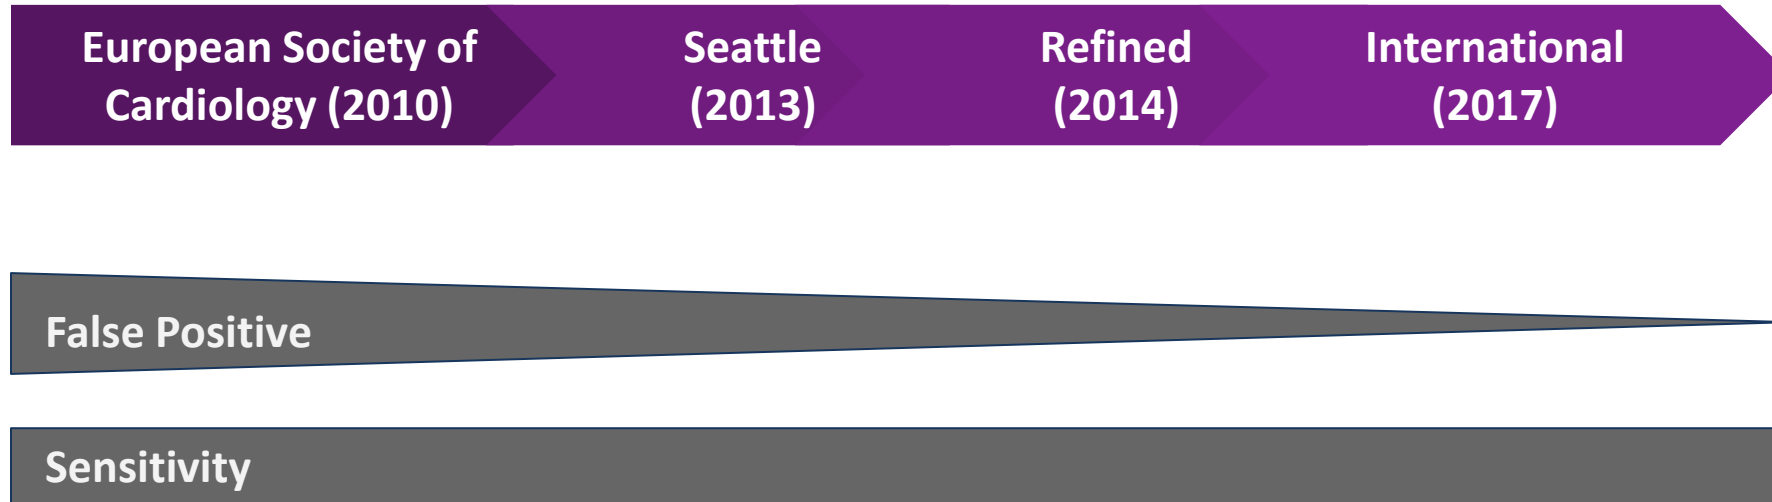 European Society of
Cardiology (2010)
Seattle
(2013)
Refined
(2014)
International
(2017)
False Positive
Sensitivity